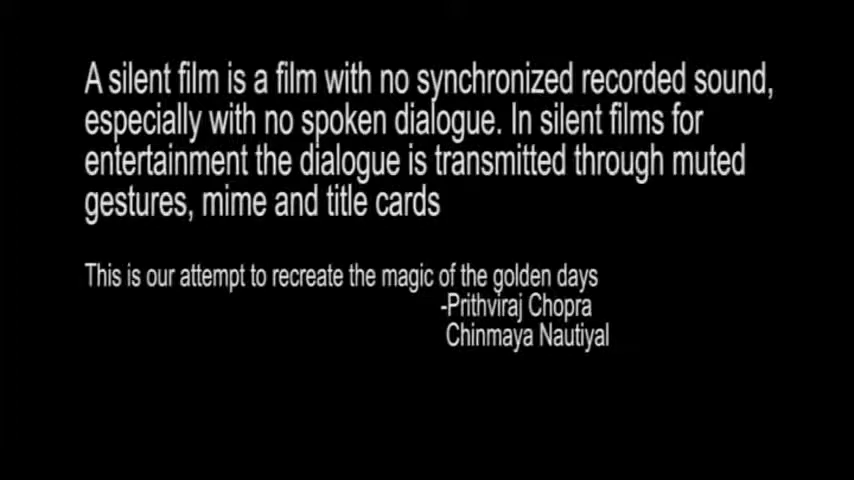 A silent film is a film with no synchronized recorded sound,
especially with no spoken dialogue. In silent films for
entertainment the dialogue is transmitted through muted
gestures, mime and title cards
This is our attempt to recreate the magic of the golden days
-Prithviraj Chopra
Chinmaya Nautiyal